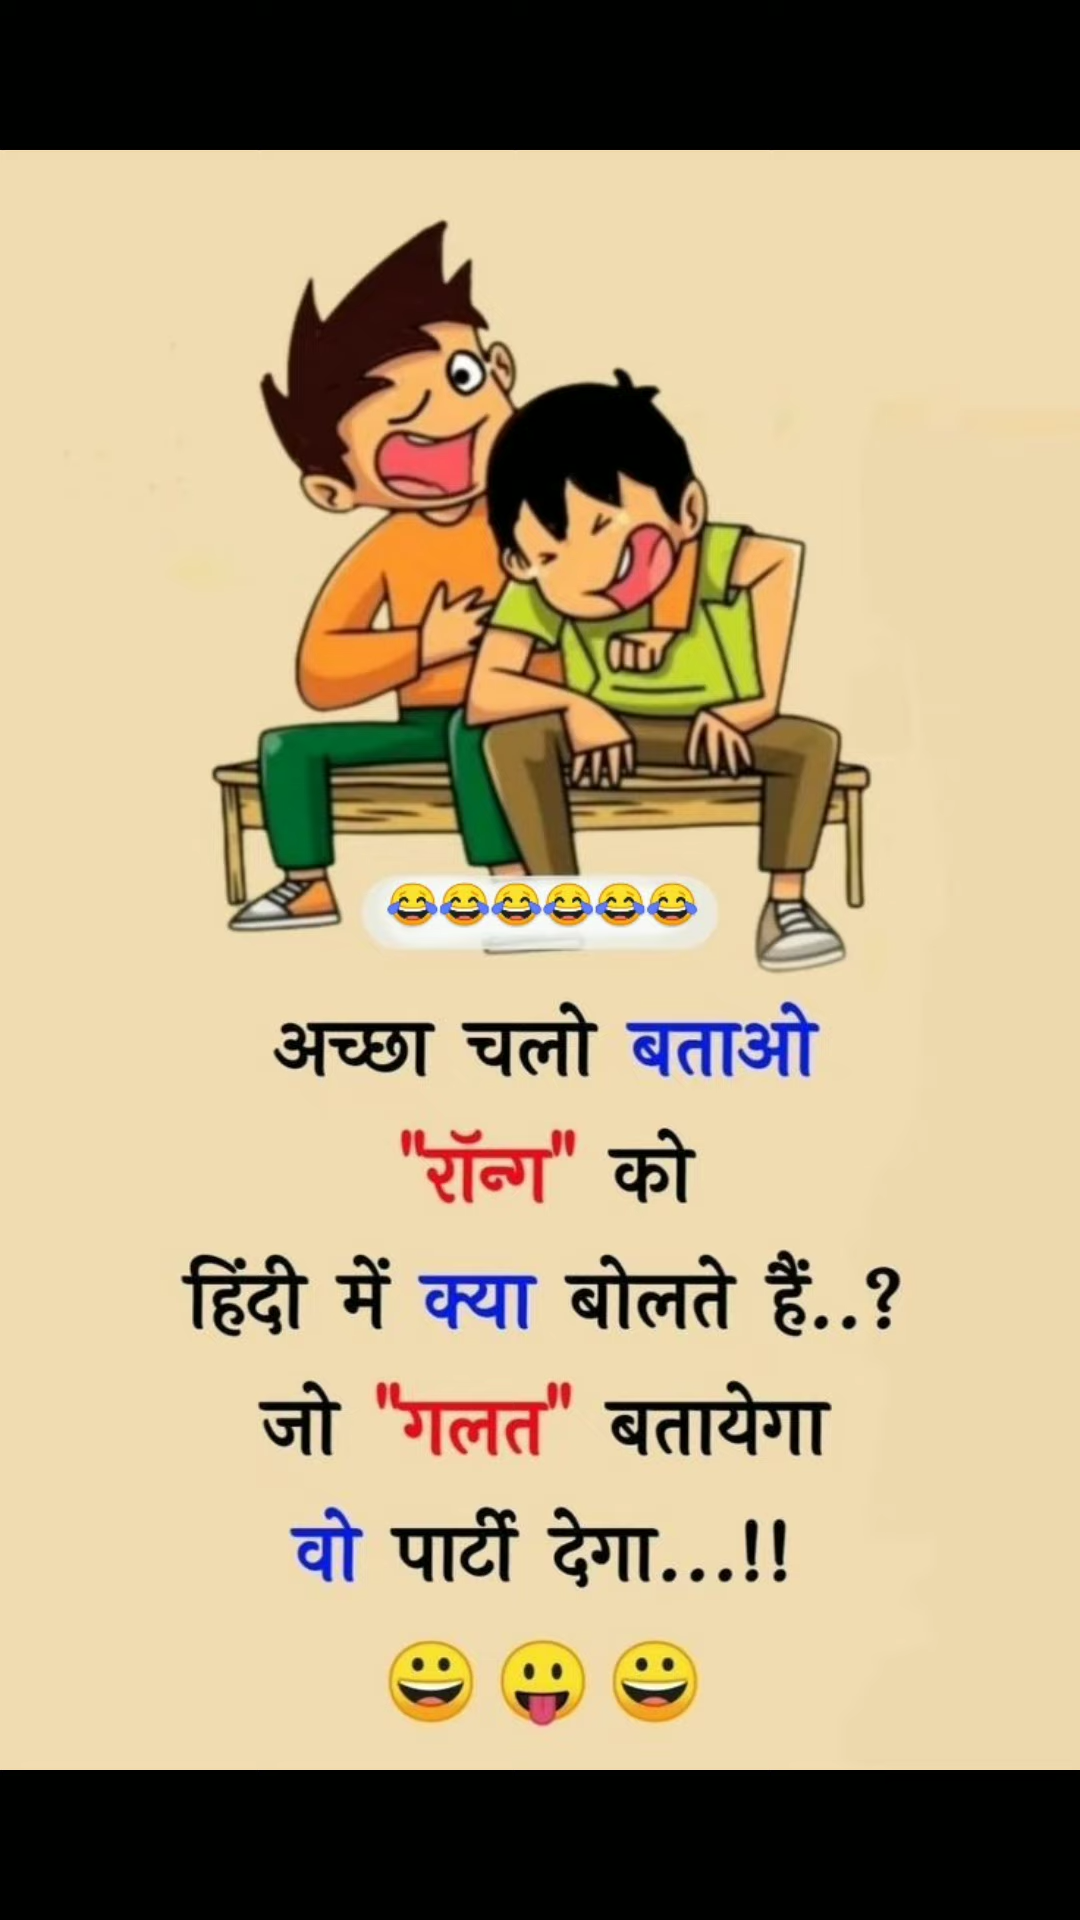 😂😂😂😂😂😂
अच्छा चलो बताओ
"रॉन्ग" को
हिंदी में क्या बोलते हैं..?
जो "गलत" बतायेगा
वो पार्टी देगा...!!
😀😛😀